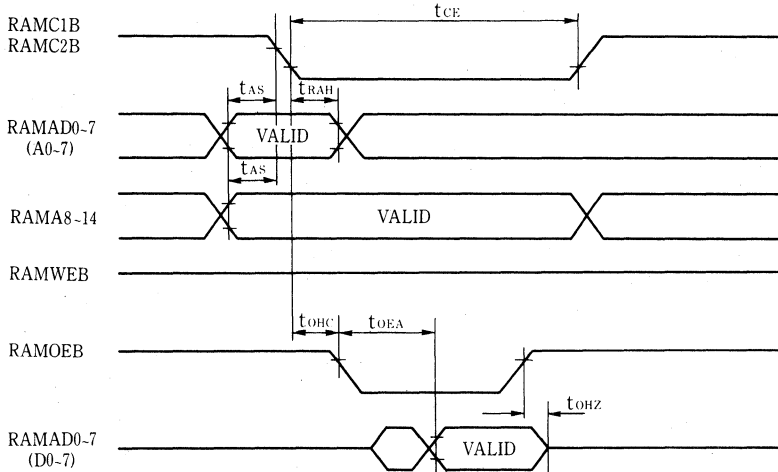 RAMC1B
RAMC2B
tCE
tAS
tRAH
RAMAD0~7
(A0~7)
VALID
tAS
RAMA8~14
VALID
RAMWEB
tOHC
tOEA
RAMOEB
tOHZ
RAMAD0~7
(D0~7)
VALID